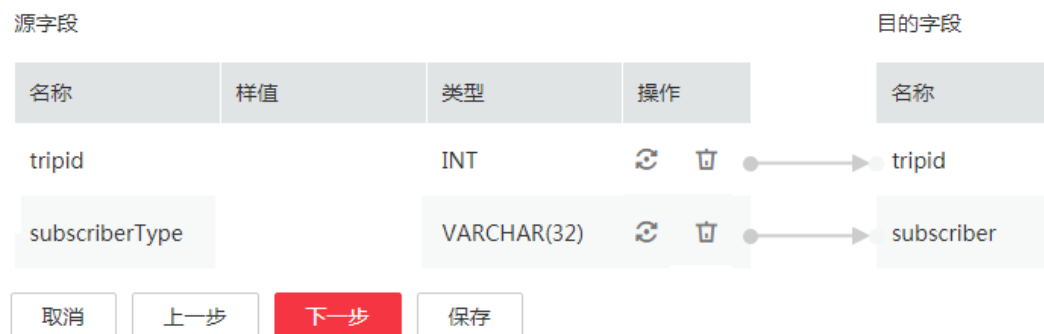 源字段 目的字段
名称 样值 类型 操作 名称
tripid INT tripid
subscriberType VARCHAR(32) subscriber
取消 上一步 下一步 保存